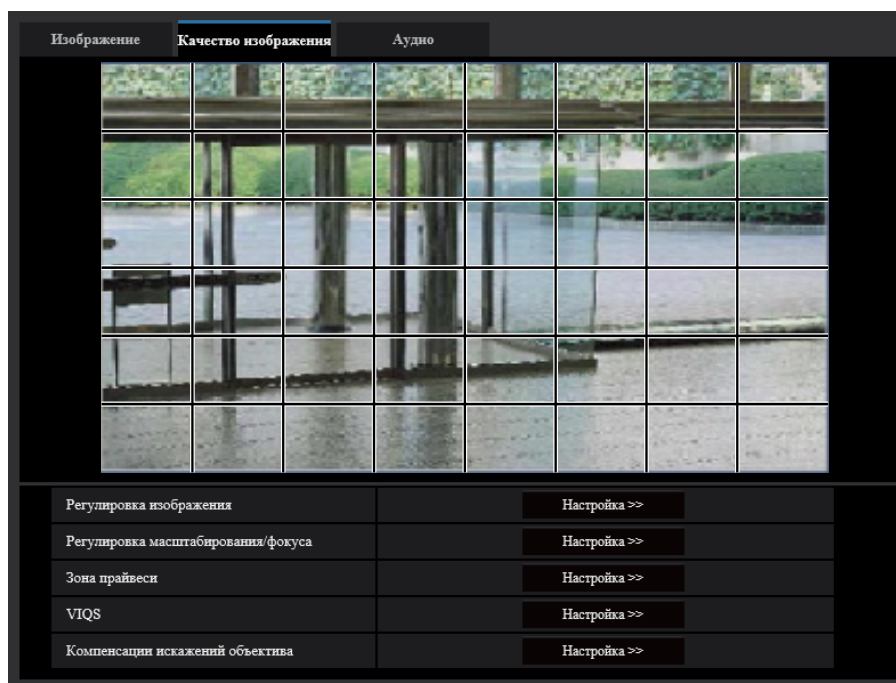 Изображение
Качество изображения
Аудио
Регулировка изображения
Настройка >>
Регулировка масштабирования/фокуса
Настройка >>
Зона прайвеси
Настройка >>
VIQS
Настройка >>
Компенсации искажений объектива
Настройка >>